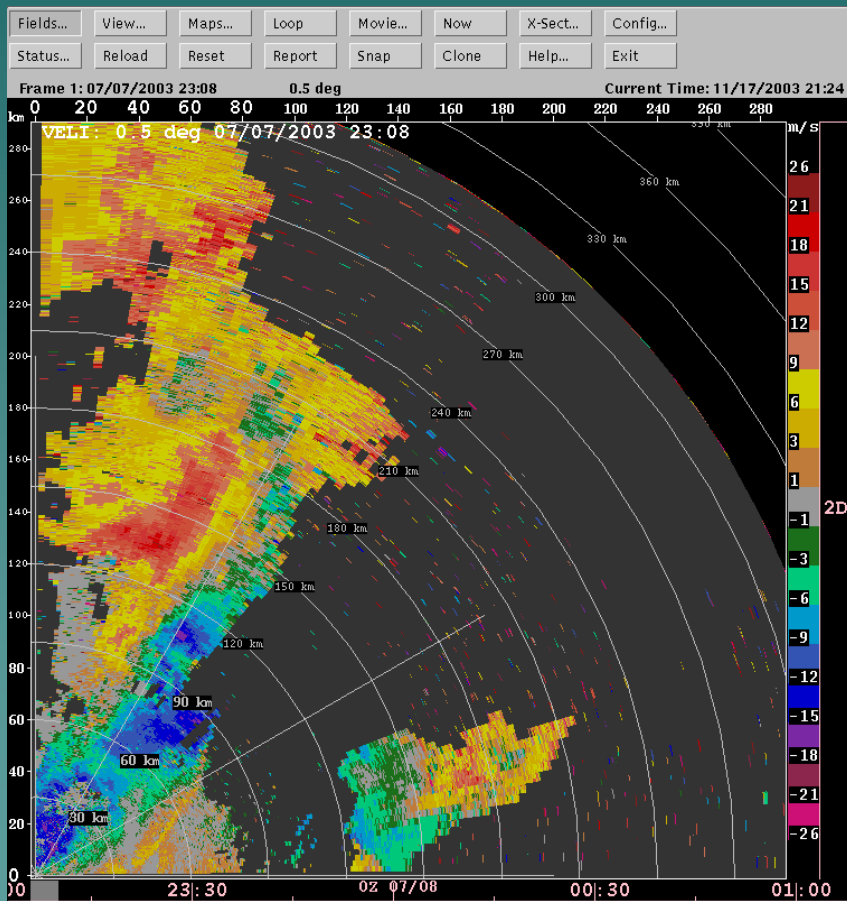 Fields... View... Maps... Loop Movie... Now X-Sect... Config...
Status... Reload Reset Report Snap Clone Help... Exit
Frame 1: 07/07/2003 23:08 0.5 deg Current Time: 11/17/2003 21:24
km 0 20 40 60 80 100 120 140 160 180 200 220 240 260 280 m/s
VELI: 0.5 deg 07/07/2003 23:08
280
260
240
220
200
180
160
140
120
100
80
60
40
20
0
360 km
330 km
300 km
270 km
240 km
210 km
180 km
150 km
120 km
90 km
60 km
30 km
26
21
18
15
12
9
6
3
1
-1
-3
-6
-9
-12
-15
-18
-21
-26
2D
23:30 0Z 07/08 00:30 01:00